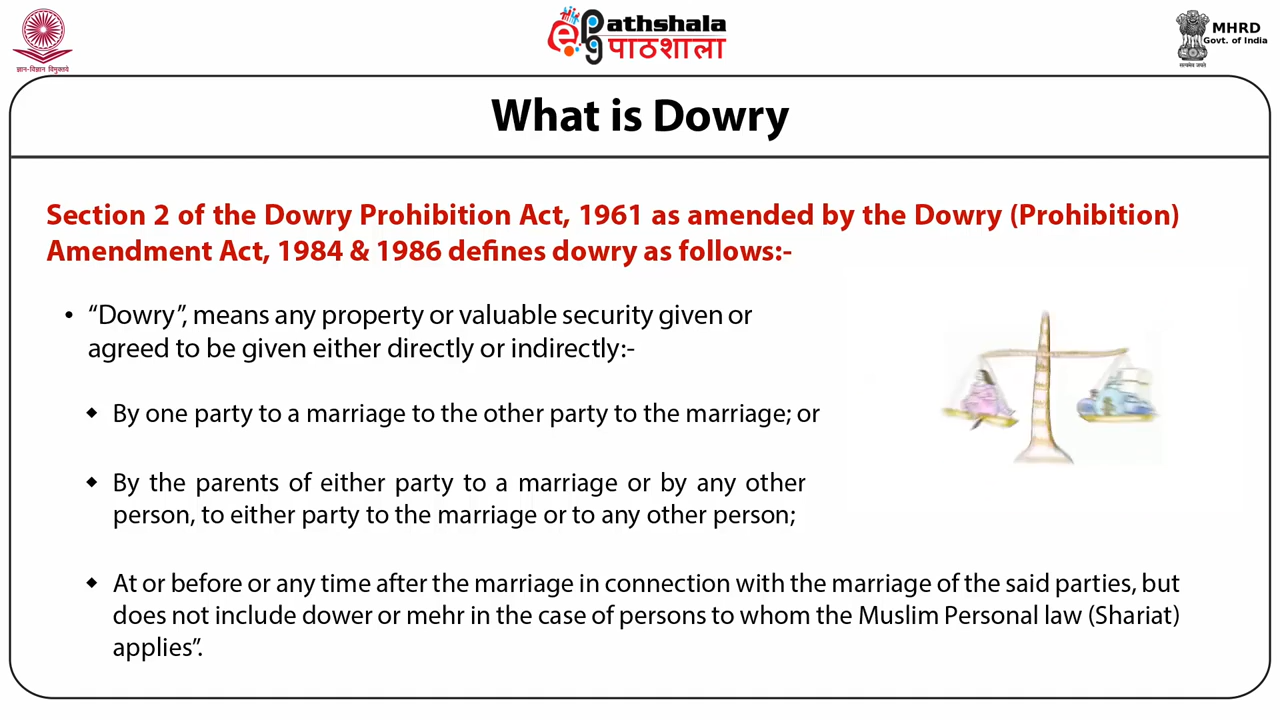 ज्ञान-विज्ञान विमुक्तये
epg
athshala
पाठशाला
MHRD
Govt. of India
सत्यमेव जयते
What is Dowry
Section 2 of the Dowry Prohibition Act, 1961 as amended by the Dowry (Prohibition)
Amendment Act, 1984 & 1986 defines dowry as follows:-
• “Dowry”, means any property or valuable security given or
agreed to be given either directly or indirectly:-
◆ By one party to a marriage to the other party to the marriage; or
◆ By the parents of either party to a marriage or by any other
person, to either party to the marriage or to any other person;
◆ At or before or any time after the marriage in connection with the marriage of the said parties, but
does not include dower or mehr in the case of persons to whom the Muslim Personal law (Shariat)
applies”.